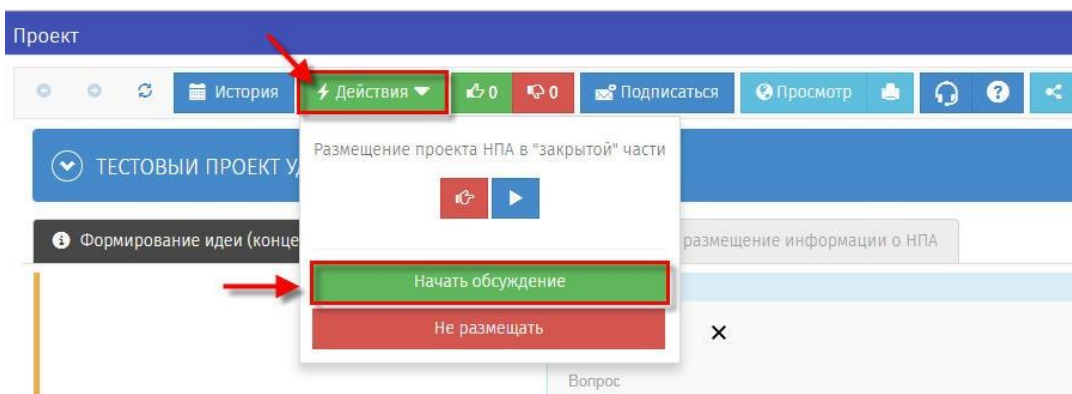 Проект
История
Действия
0
0
Подписаться
Просмотр
ТЕСТОВЫЙ ПРОЕКТ
Размещение проекта НПА в "закрытой" части
Формирование идеи
размещение информации о НПА
Начать обсуждение
Не размещать
Вопрос